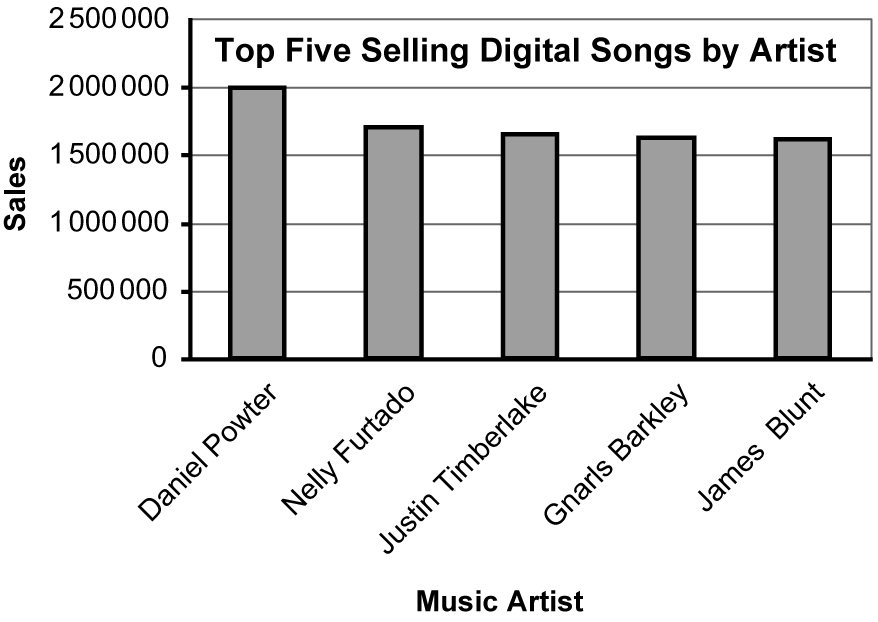 Top Five Selling Digital Songs by Artist
Sales
2 500 000
2 000 000
1 500 000
1 000 000
500 000
0
Daniel Powter
Nelly Furtado
Justin Timberlake
Gnarls Barkley
James Blunt
Music Artist